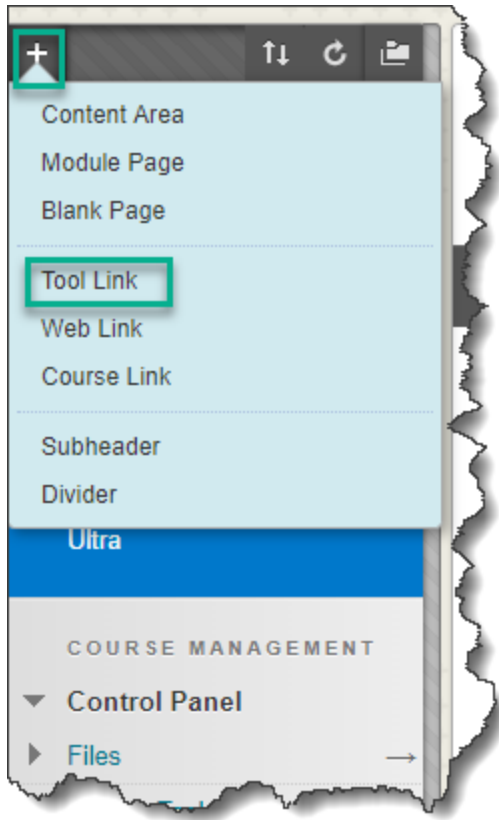 Content Area
Module Page
Blank Page
Tool Link
Web Link
Course Link
Subheader
Divider
Ultra
COURSE MANAGEMENT
Control Panel
Files